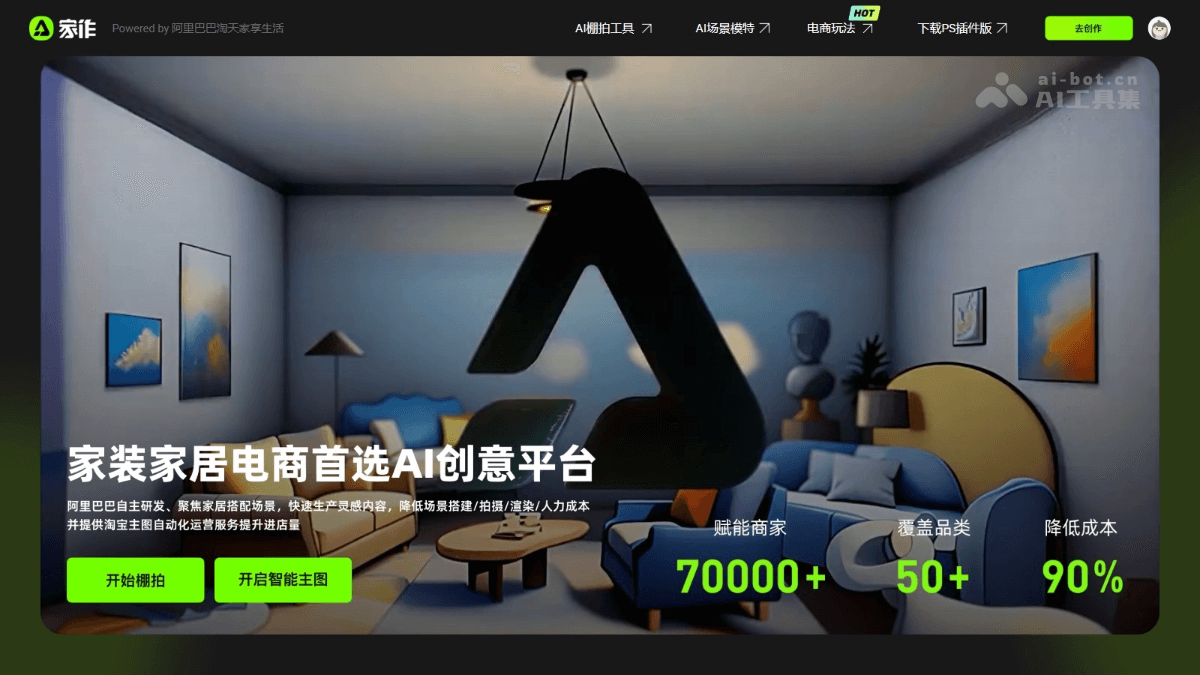 家作
Powered by 阿里巴巴淘天家享生活
AI棚拍工具
AI场景模特
电商玩法
HOT
下载PS插件版
去创作
ai-bot.cn
AI工具集
家装家居电商首选AI创意平台
阿里巴巴自主研发、聚焦家居搭配场景，快速生产灵感内容，降低场景搭建/拍摄/渲染/人力成本
并提供淘宝主图自动化运营服务提升进店量
开始棚拍
开启智能主图
赋能商家
70000+
覆盖品类
50+
降低成本
90%